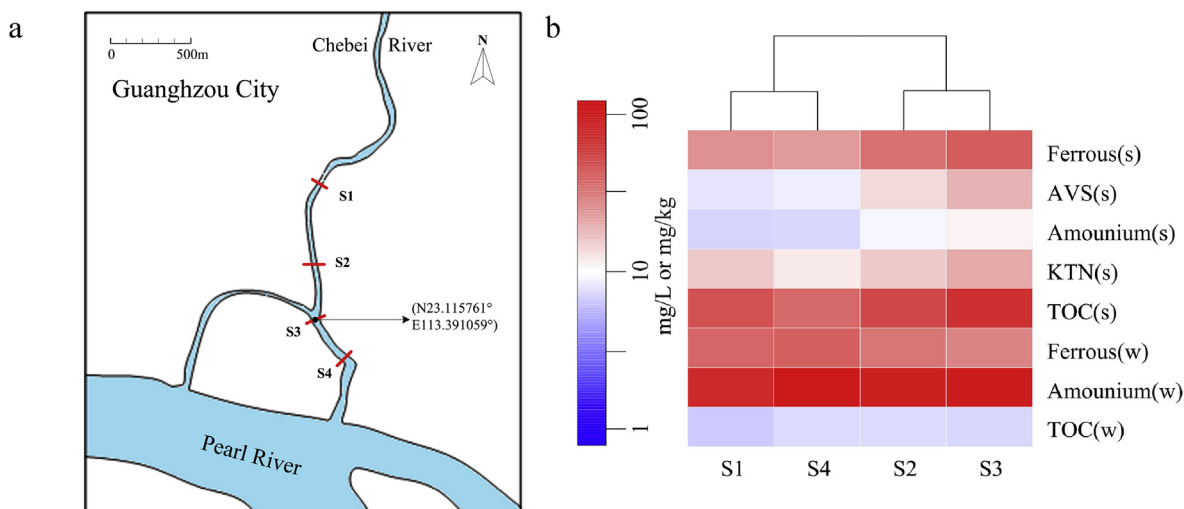 a
0 500m
Chebei River
N
Guanghzou City
S1
S2
(N23.115761°
E113.391059°)
S3
S4
Pearl River
b
100
10
1
mg/L or mg/kg
Ferrous(s)
AVS(s)
Amounium(s)
KTN(s)
TOC(s)
Ferrous(w)
Amounium(w)
TOC(w)
S1 S4 S2 S3